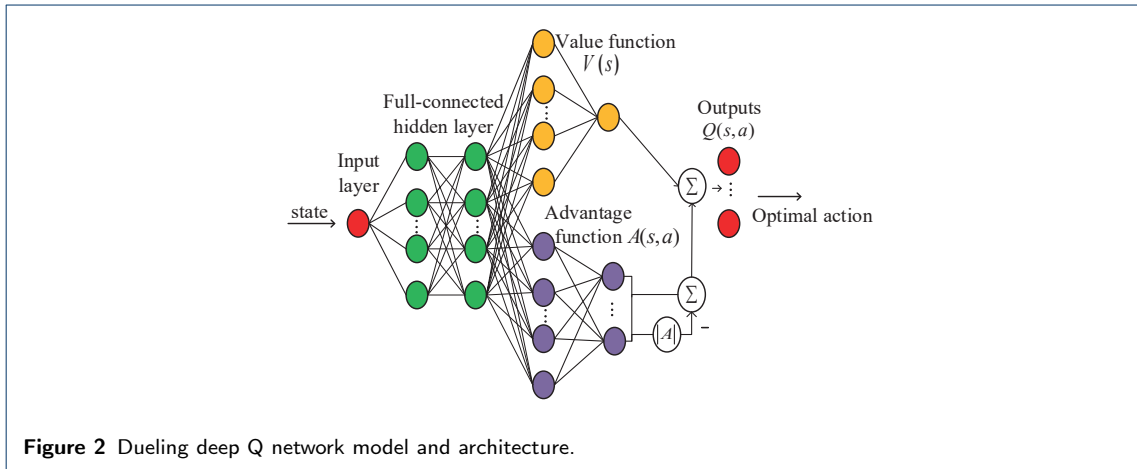 Value function
V(s)
Full-connected
hidden layer
Outputs
Q(s,a)
Input
layer
state
∑
Optimal action
Advantage
function A(s,a)
∑
|A|
−
Figure 2 Dueling deep Q network model and architecture.